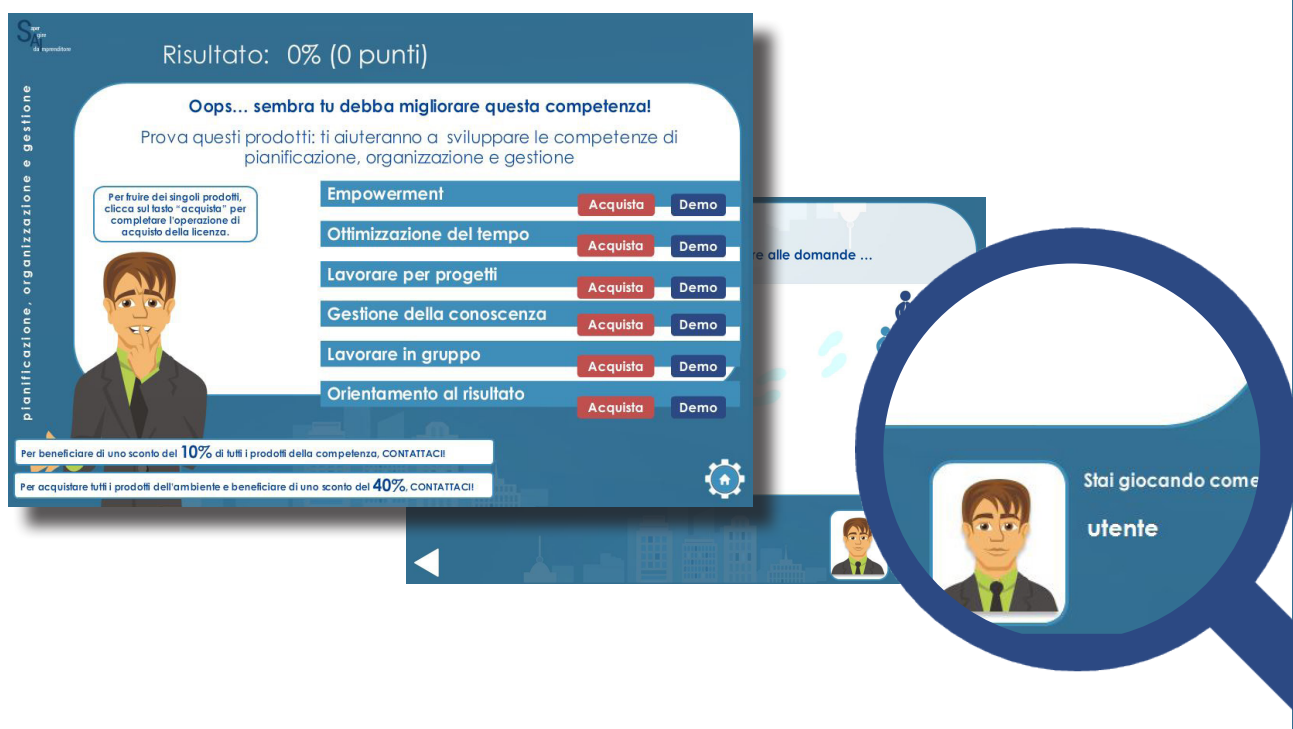 Saper
Agire
da Imprenditore
Risultato: 0% (0 punti)
pianificazione, organizzazione e gestione
Oops... sembra tu debba migliorare questa competenza!
Prova questi prodotti: ti aiuteranno a sviluppare le competenze di
pianificazione, organizzazione e gestione
Per fruire dei singoli prodotti,
clicca sul tasto "acquista" per
completare l'operazione di
acquisto della licenza.
Empowerment
Acquista Demo
Ottimizzazione del tempo
Acquista Demo
Lavorare per progetti
Acquista Demo
Gestione della conoscenza
Acquista Demo
Lavorare in gruppo
Acquista Demo
Orientamento al risultato
Acquista Demo
Per beneficiare di uno sconto del 10% di tutti i prodotti della competenza, CONTATTACI!
Per acquistare tutti i prodotti dell'ambiente e beneficiare di uno sconto del 40%, CONTATTACI!
re alle domande ...
Stai giocando come
utente